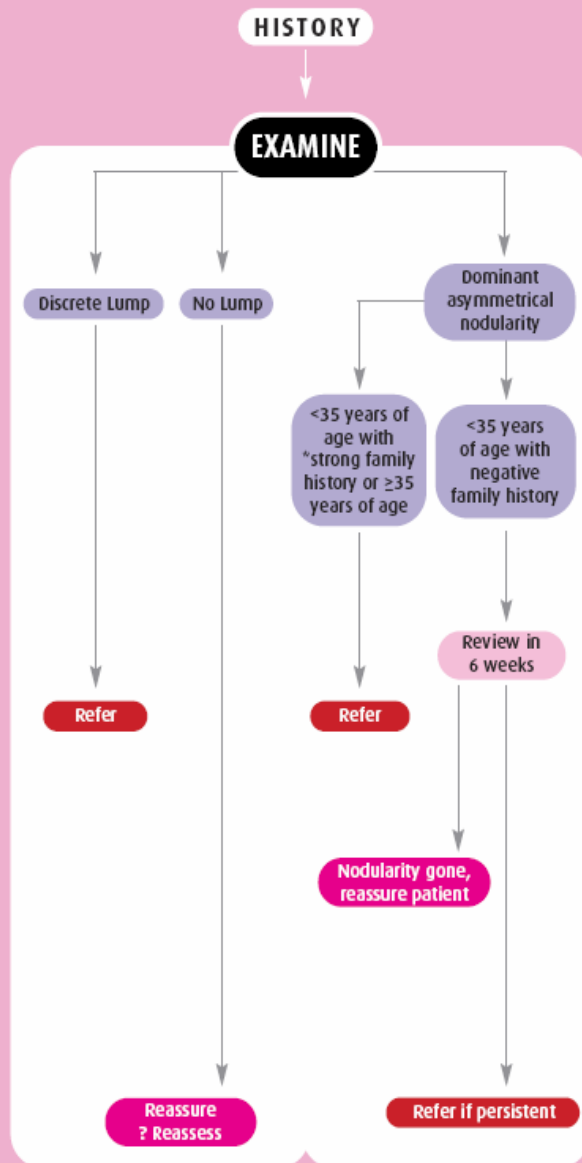 HISTORY
EXAMINE
Discrete Lump
No Lump
Dominant
asymmetrical
nodularity
<35 years of
age with
*strong family
history or ≥35
years of age
<35 years
of age with
negative
family history
Review in
6 weeks
Refer
Refer
Nodularity gone,
reassure patient
Reassure
? Reassess
Refer if persistent